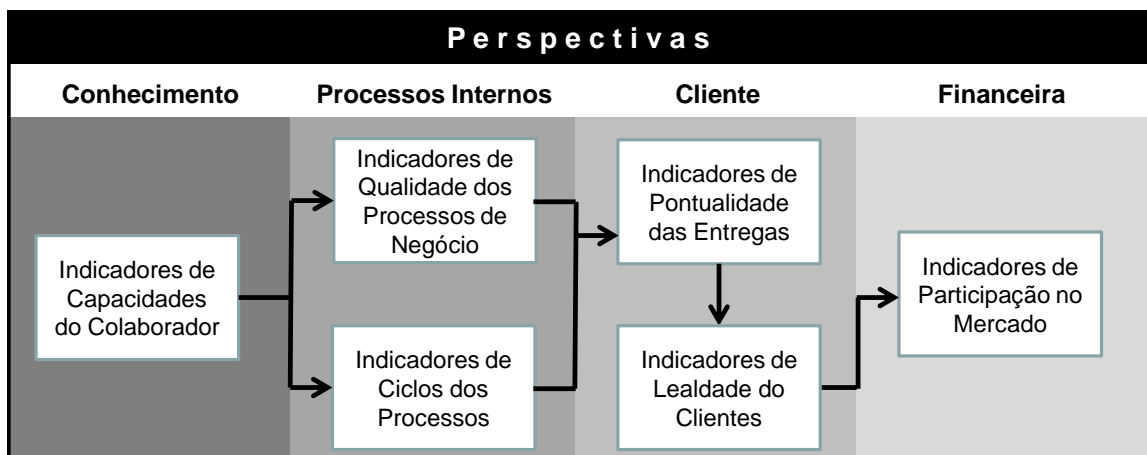 Perspectivas
Conhecimento
Processos Internos
Cliente
Financeira
Indicadores de
Capacidades
do Colaborador
Indicadores de
Qualidade dos
Processos de
Negócio
Indicadores de
Ciclos dos
Processos
Indicadores de
Pontualidade
das Entregas
Indicadores de
Lealdade do
Clientes
Indicadores de
Participação no
Mercado